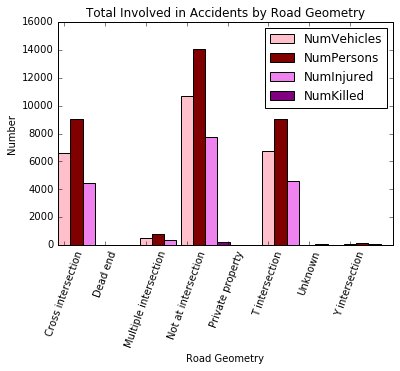 Total Involved in Accidents by Road Geometry
16000
14000
12000
10000
8000
6000
4000
2000
0
Number
NumVehicles
NumPersons
NumInjured
NumKilled
Cross intersection
Dead end
Multiple intersection
Not at intersection
Private property
T intersection
Unknown
Y intersection
Road Geometry